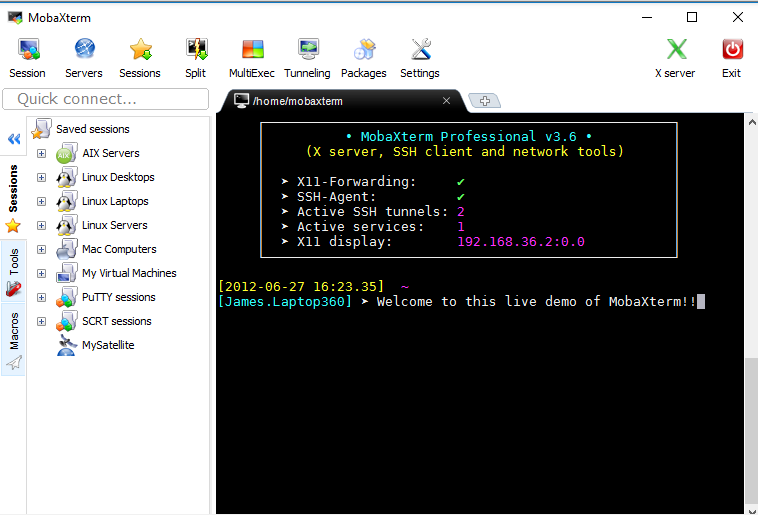 MobaXterm
Session Servers Sessions Split MultiExec Tunneling Packages Settings X server Exit
Quick connect...
/home/mobaxterm
Sessions
Tools
Macros
Saved sessions
AIX Servers
Linux Desktops
Linux Laptops
Linux Servers
Mac Computers
My Virtual Machines
PuTTY sessions
SCRT sessions
MySatellite
• MobaXterm Professional v3.6 •
(X server, SSH client and network tools)
➤ X11-Forwarding: ✔
➤ SSH-Agent: ✔
➤ Active SSH tunnels: 2
➤ Active services: 1
➤ X11 display: 192.168.36.2:0.0
[2012-06-27 16:23.35] ~
[James.Laptop360] ➤ Welcome to this live demo of MobaXterm!!